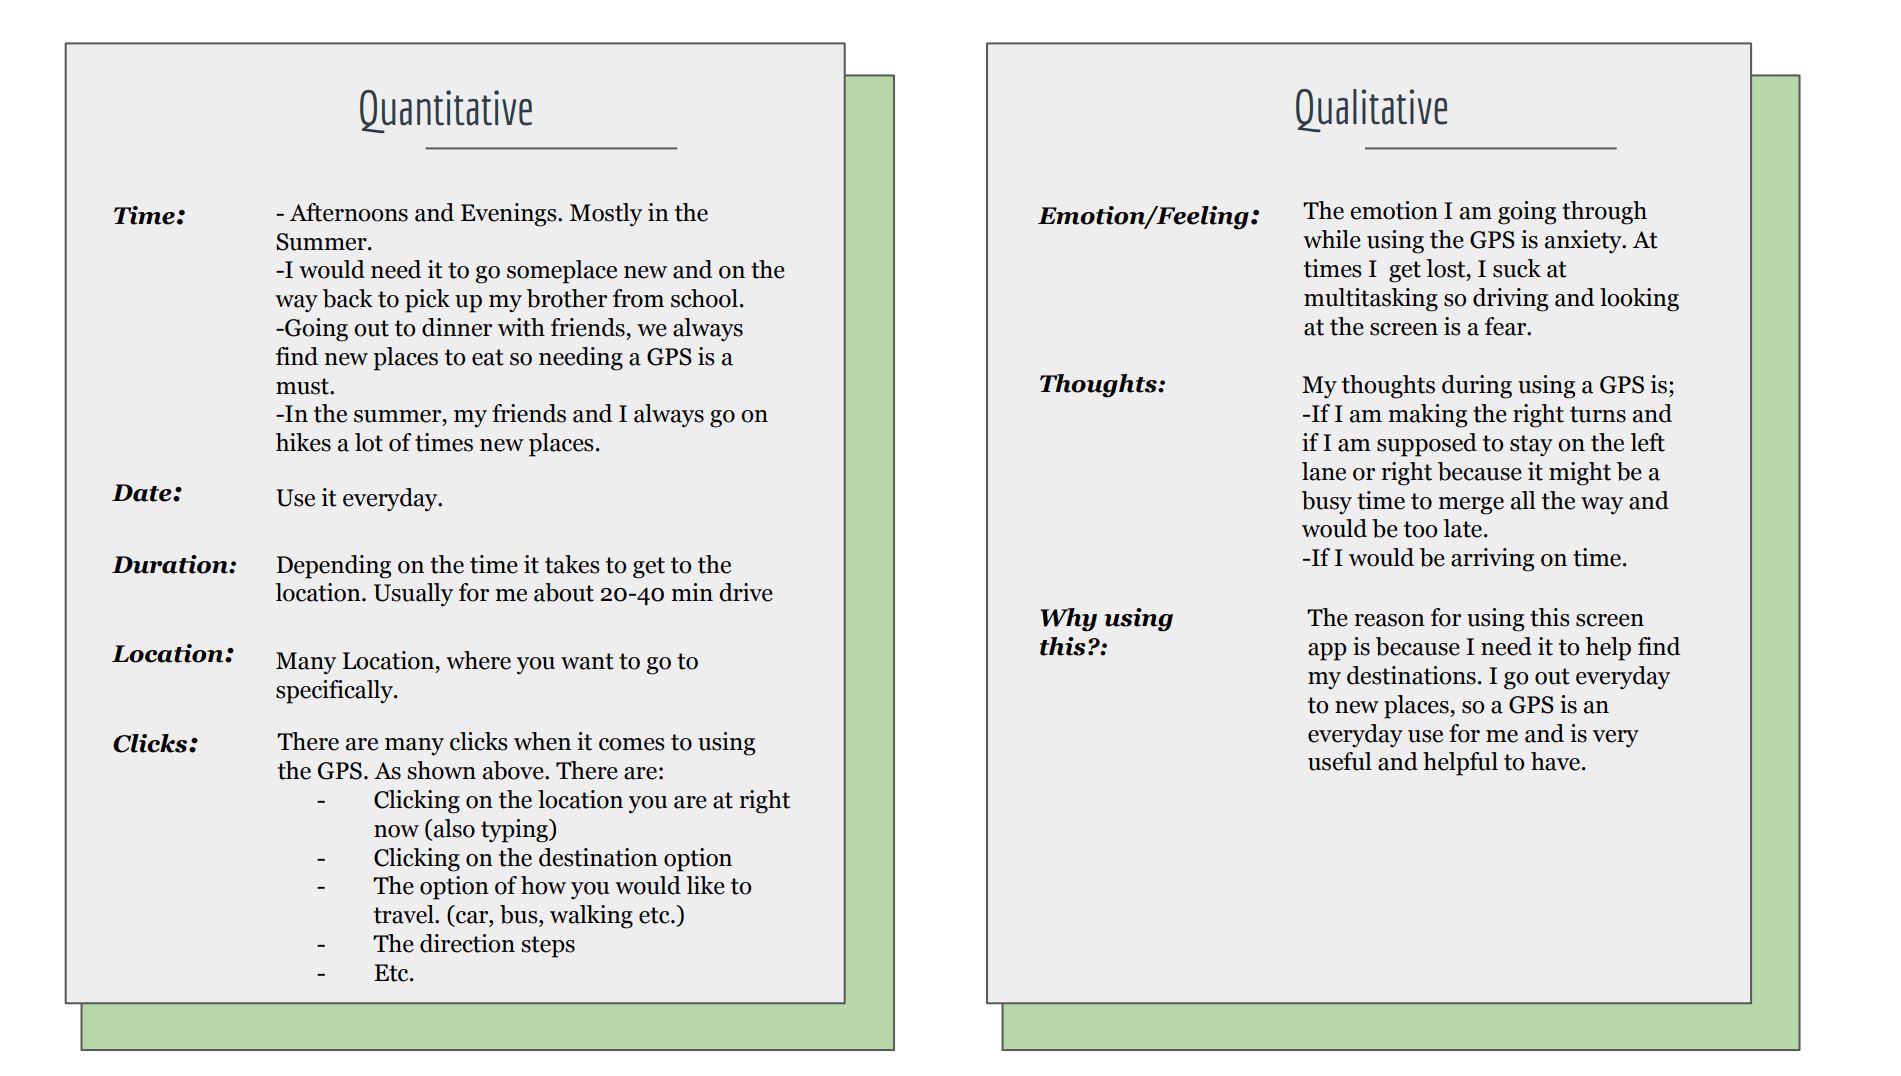 Quantitative
Time:
- Afternoons and Evenings. Mostly in the
Summer.
-I would need it to go someplace new and on the
way back to pick up my brother from school.
-Going out to dinner with friends, we always
find new places to eat so needing a GPS is a
must.
-In the summer, my friends and I always go on
hikes a lot of times new places.
Date:
Use it everyday.
Duration:
Depending on the time it takes to get to the
location. Usually for me about 20-40 min drive
Location:
Many Location, where you want to go to
specifically.
Clicks:
There are many clicks when it comes to using
the GPS. As shown above. There are:
- Clicking on the location you are at right
now (also typing)
- Clicking on the destination option
- The option of how you would like to
travel. (car, bus, walking etc.)
- The direction steps
- Etc.
Qualitative
Emotion/Feeling:
The emotion I am going through
while using the GPS is anxiety. At
times I  get lost, I suck at
multitasking so driving and looking
at the screen is a fear.
Thoughts:
My thoughts during using a GPS is;
-If I am making the right turns and
if I am supposed to stay on the left
lane or right because it might be a
busy time to merge all the way and
would be too late.
-If I would be arriving on time.
Why using
this?:
The reason for using this screen
app is because I need it to help find
my destinations. I go out everyday
to new places, so a GPS is an
everyday use for me and is very
useful and helpful to have.